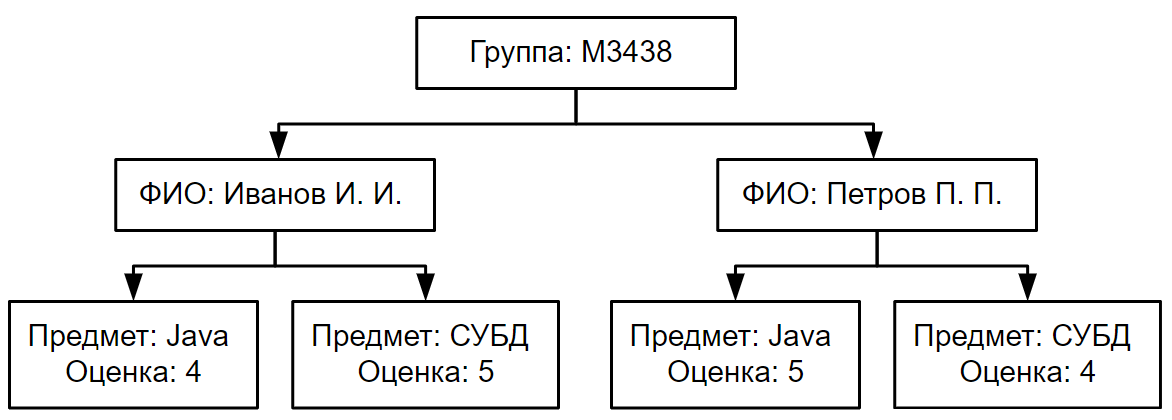 Группа: М3438
ФИО: Иванов И. И.
ФИО: Петров П. П.
Предмет: Java
Оценка: 4
Предмет: СУБД
Оценка: 5
Предмет: Java
Оценка: 5
Предмет: СУБД
Оценка: 4